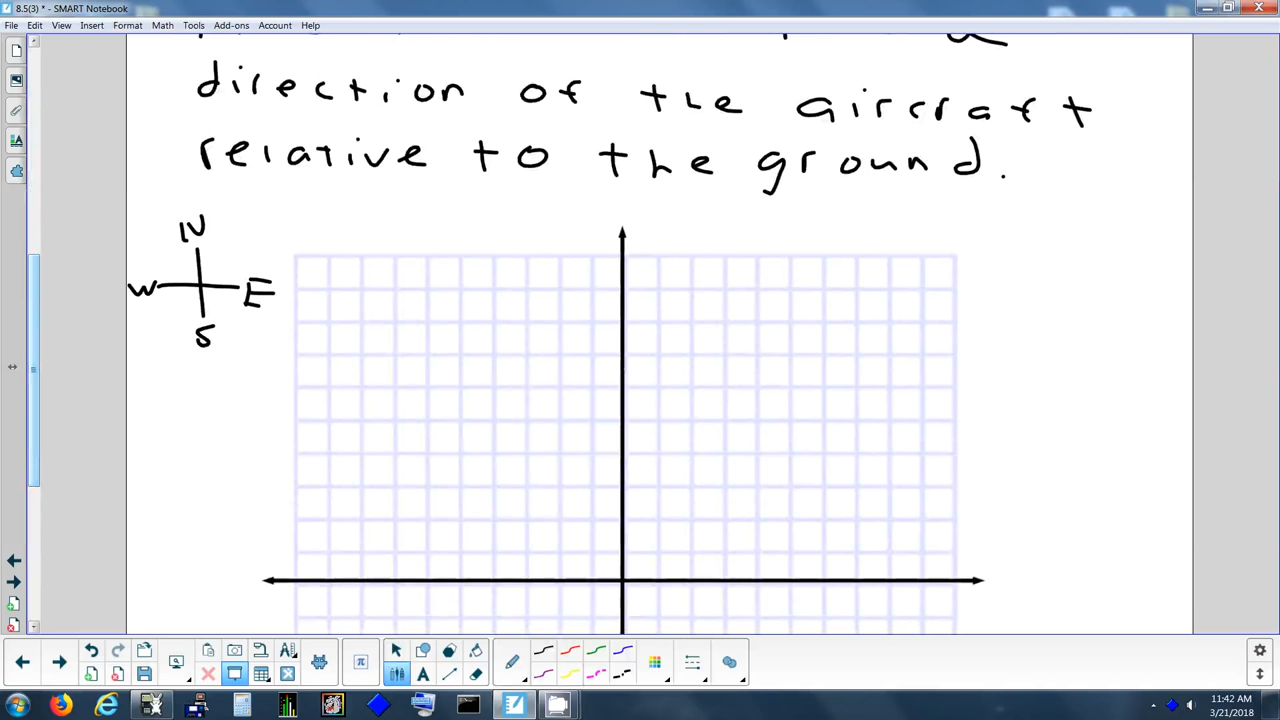 8.5(3) * - SMART Notebook
File Edit View Insert Format Math Tools Add-ons Account Help
direction of the aircraft
relative to the ground.
N
W E
S
11:42 AM
3/21/2018